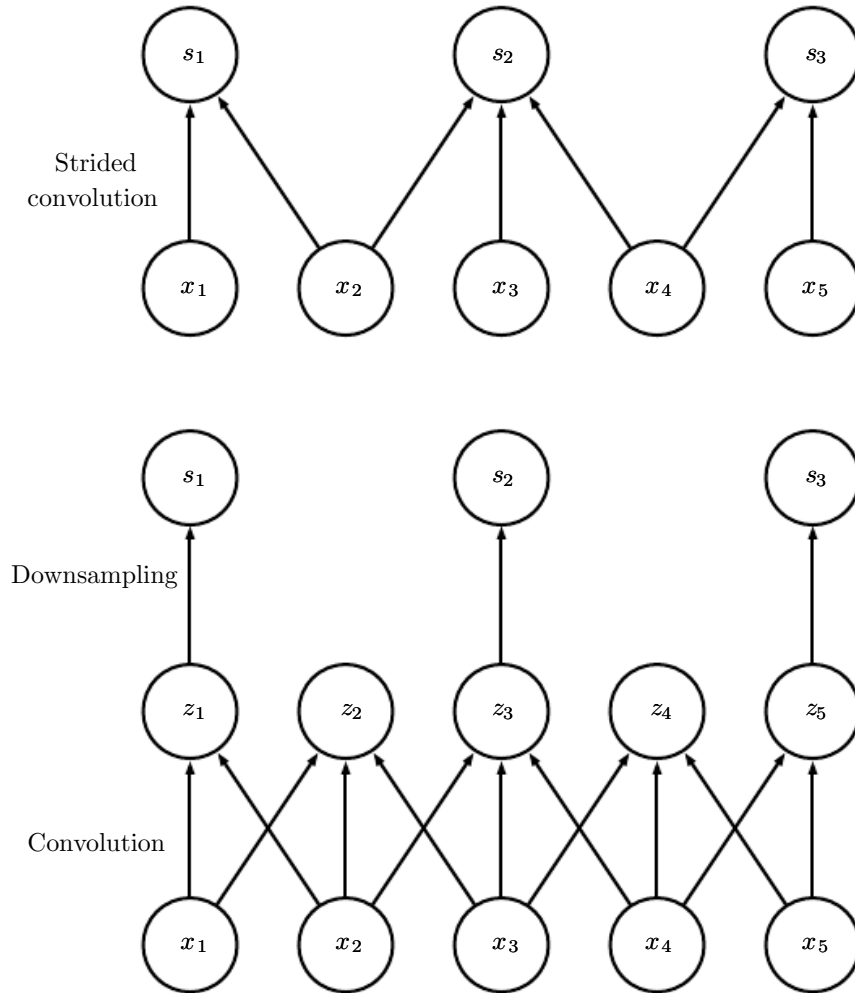 s₁ s₂ s₃
Strided
convolution
x₁ x₂ x₃ x₄ x₅
s₁ s₂ s₃
Downsampling
z₁ z₂ z₃ z₄ z₅
Convolution
x₁ x₂ x₃ x₄ x₅